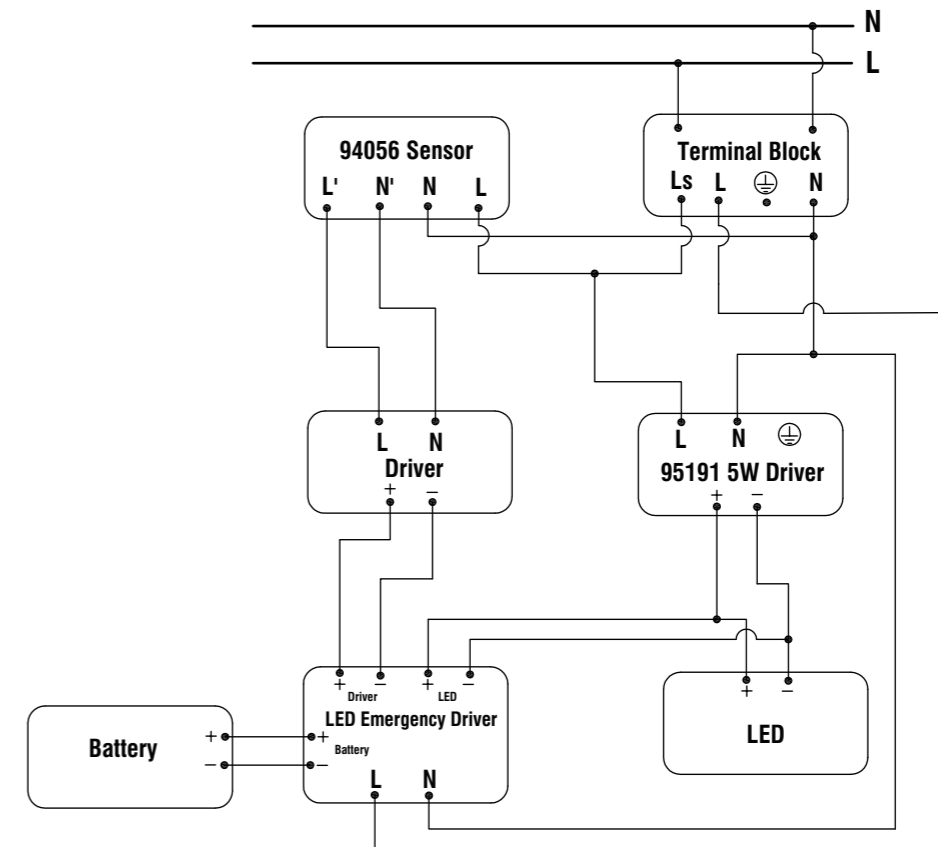 N
L
94056 Sensor
L' N' N L
Terminal Block
Ls L N
L N
Driver
+ −
L N
95191 5W Driver
+ −
+ − + −
Driver LED
LED Emergency Driver
+ Battery
−
L N
Battery + 
−
+ −
LED